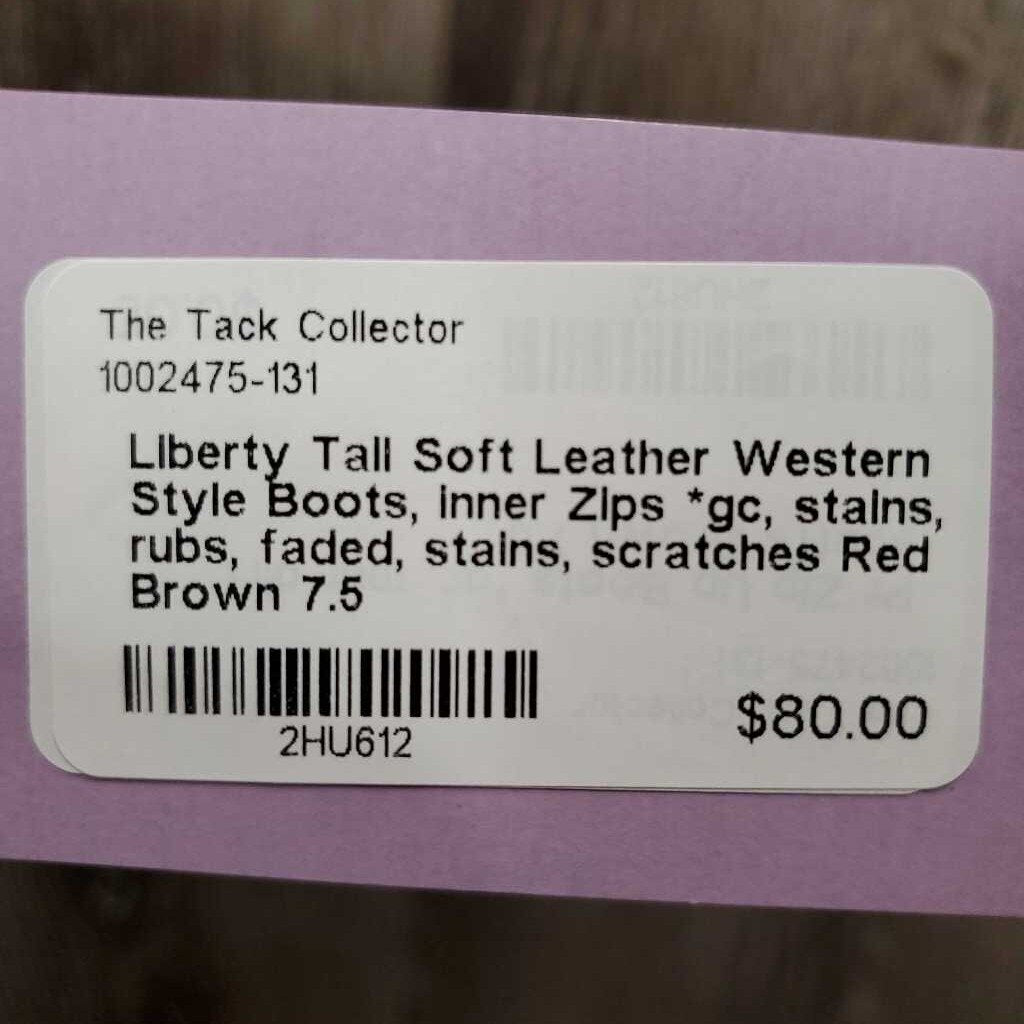 The Tack Collector
1002475-131
Liberty Tall Soft Leather Western
Style Boots, inner Zips *gc, stains,
rubs, faded, stains, scratches Red
Brown 7.5
2HU612
$80.00